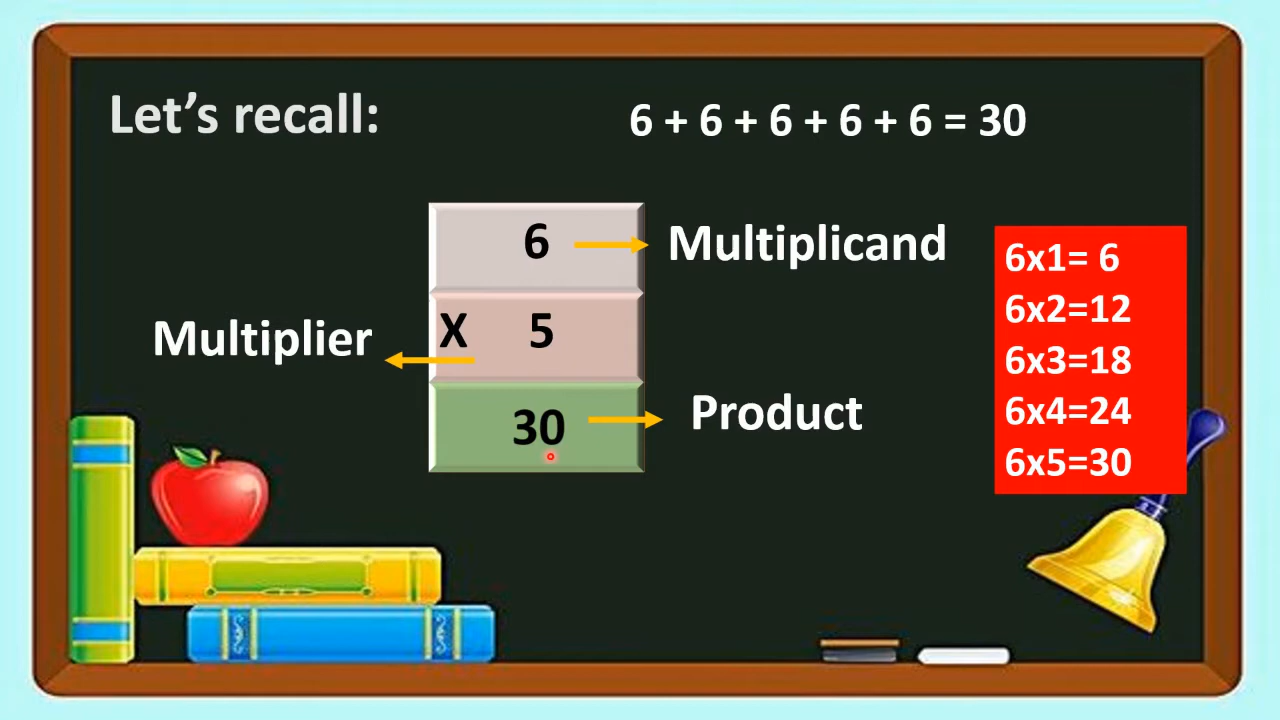 Let’s recall:
6 + 6 + 6 + 6 + 6 = 30
6
Multiplicand
X 5
Multiplier
30
Product
6x1= 6
6x2=12
6x3=18
6x4=24
6x5=30